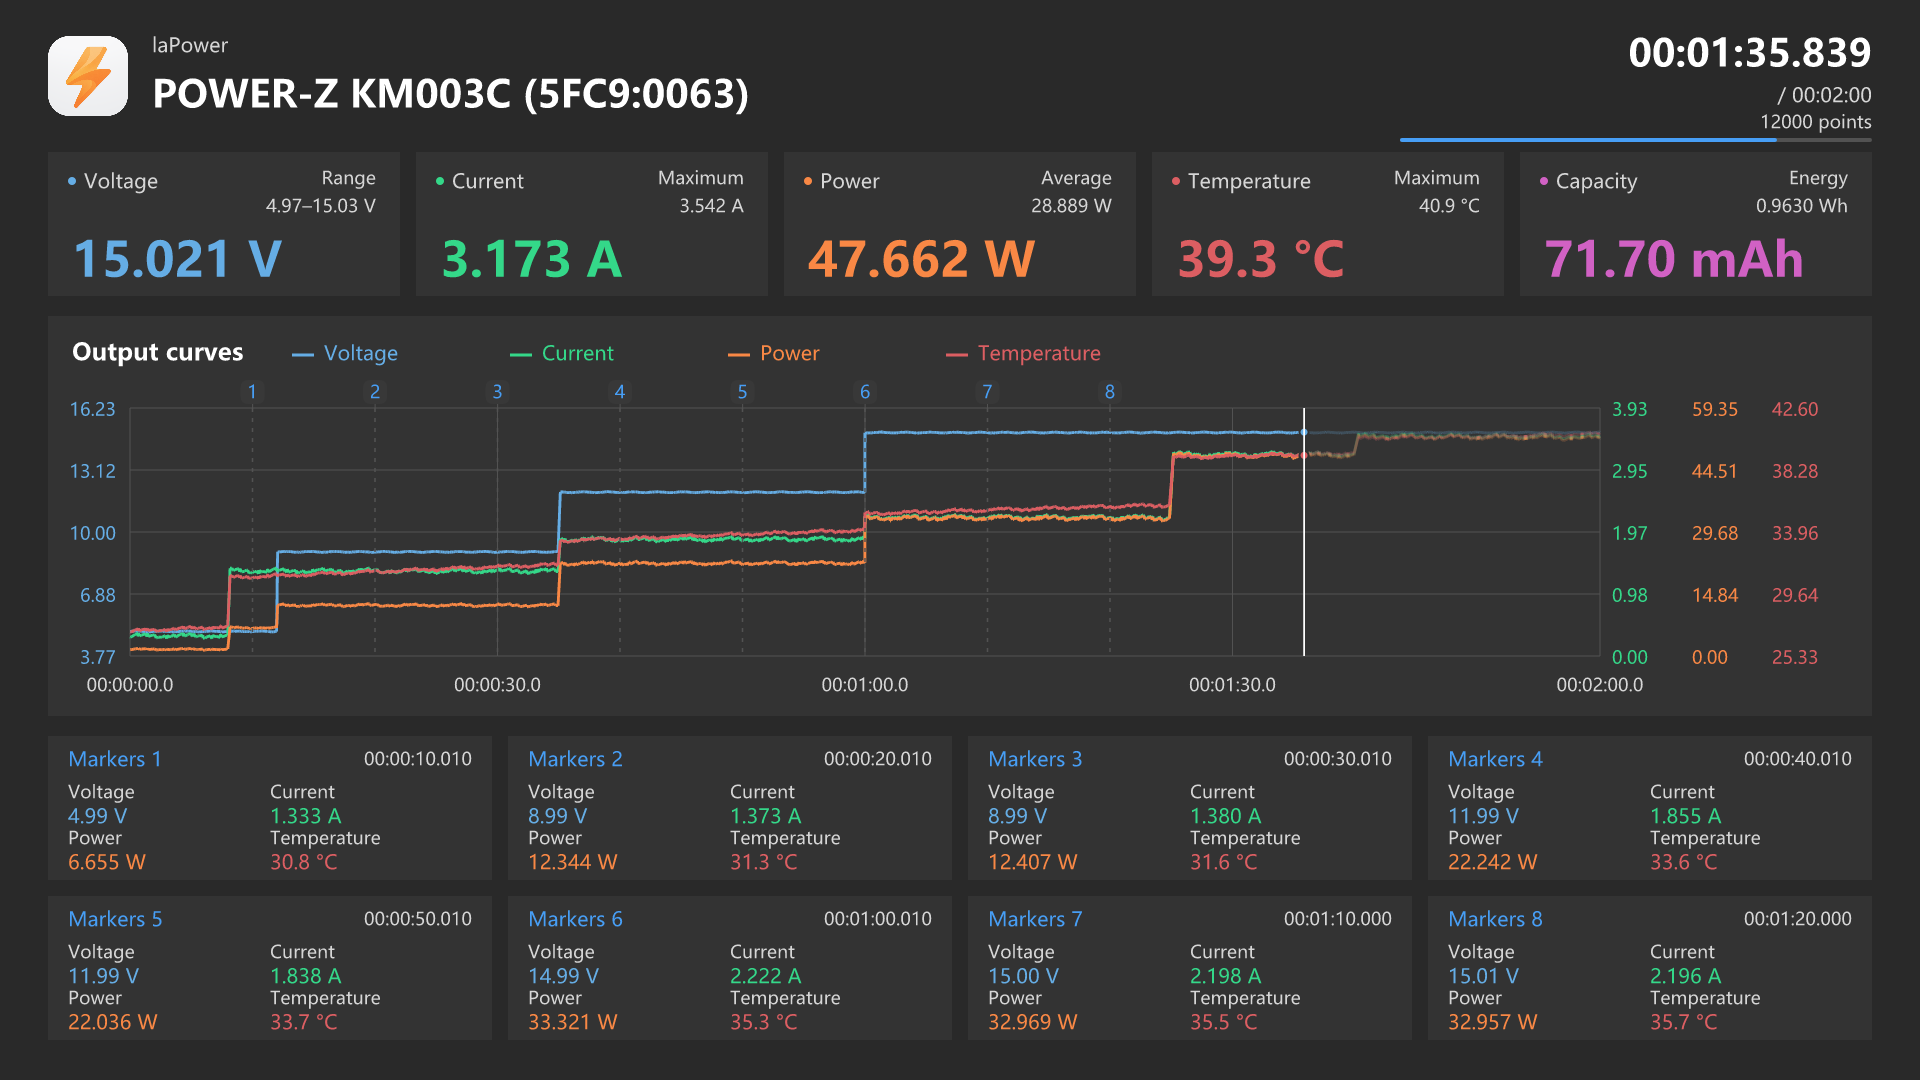 laPower
POWER-Z KM003C (5FC9:0063)
00:01:35.839
/ 00:02:00
12000 points
Voltage
Range
4.97–15.03 V
15.021 V
Current
Maximum
3.542 A
3.173 A
Power
Average
28.889 W
47.662 W
Temperature
Maximum
40.9 °C
39.3 °C
Capacity
Energy
0.9630 Wh
71.70 mAh
Output curves
Voltage
Current
Power
Temperature
1 2 3 4 5 6 7 8
16.23 3.93 59.35 42.60
13.12 2.95 44.51 38.28
10.00 1.97 29.68 33.96
6.88 0.98 14.84 29.64
3.77 0.00 0.00 25.33
00:00:00.0 00:00:30.0 00:01:00.0 00:01:30.0 00:02:00.0
Markers 1 00:00:10.010
Voltage Current
4.99 V 1.333 A
Power Temperature
6.655 W 30.8 °C
Markers 2 00:00:20.010
Voltage Current
8.99 V 1.373 A
Power Temperature
12.344 W 31.3 °C
Markers 3 00:00:30.010
Voltage Current
8.99 V 1.380 A
Power Temperature
12.407 W 31.6 °C
Markers 4 00:00:40.010
Voltage Current
11.99 V 1.855 A
Power Temperature
22.242 W 33.6 °C
Markers 5 00:00:50.010
Voltage Current
11.99 V 1.838 A
Power Temperature
22.036 W 33.7 °C
Markers 6 00:01:00.010
Voltage Current
14.99 V 2.222 A
Power Temperature
33.321 W 35.3 °C
Markers 7 00:01:10.000
Voltage Current
15.00 V 2.198 A
Power Temperature
32.969 W 35.5 °C
Markers 8 00:01:20.000
Voltage Current
15.01 V 2.196 A
Power Temperature
32.957 W 35.7 °C